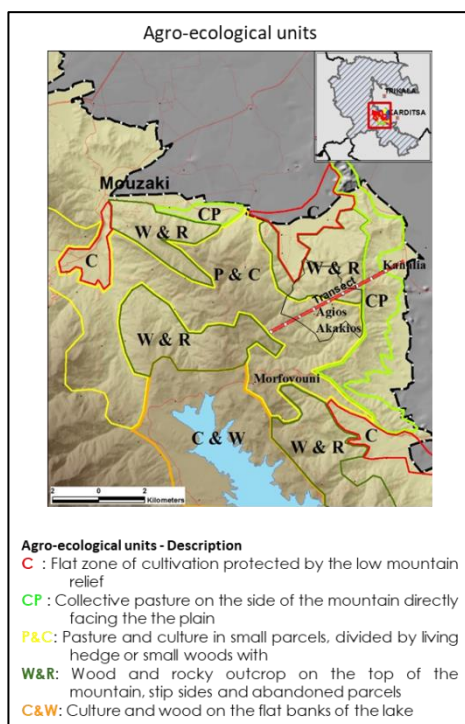 Agro-ecological units
TRIKALA
KARDITSA
Mouzaki
CP
C
W & R
C
P & C
W & R
Kanalia
Transect
CP
Agios
Akakios
W & R
Morfovouni
C & W
C
W & R
2 0 2
Kilometers
Agro-ecological units - Description
C : Flat zone of cultivation protected by the low mountain
relief
CP : Collective pasture on the side of the mountain directly
facing the the plain
P&C: Pasture and culture in small parcels, divided by living
hedge or small woods with
W&R: Wood and rocky outcrop on the top of the
mountain, stip sides and abandoned parcels
C&W: Culture and wood on the flat banks of the lake